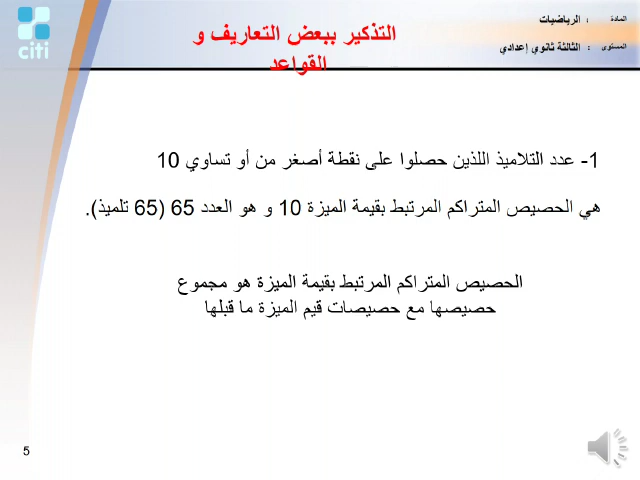 المادة : الرياضيات
المستوى : الثالثة ثانوي إعدادي
citi
التذكير ببعض التعاريف و
القواعد
1- عدد التلاميذ اللذين حصلوا على نقطة أصغر من أو تساوي 10
هي الحصيص المتراكم المرتبط بقيمة الميزة 10 و هو العدد 65 (65 تلميذ).
الحصيص المتراكم المرتبط بقيمة الميزة هو مجموع
حصيصها مع حصيصات قيم الميزة ما قبلها
5